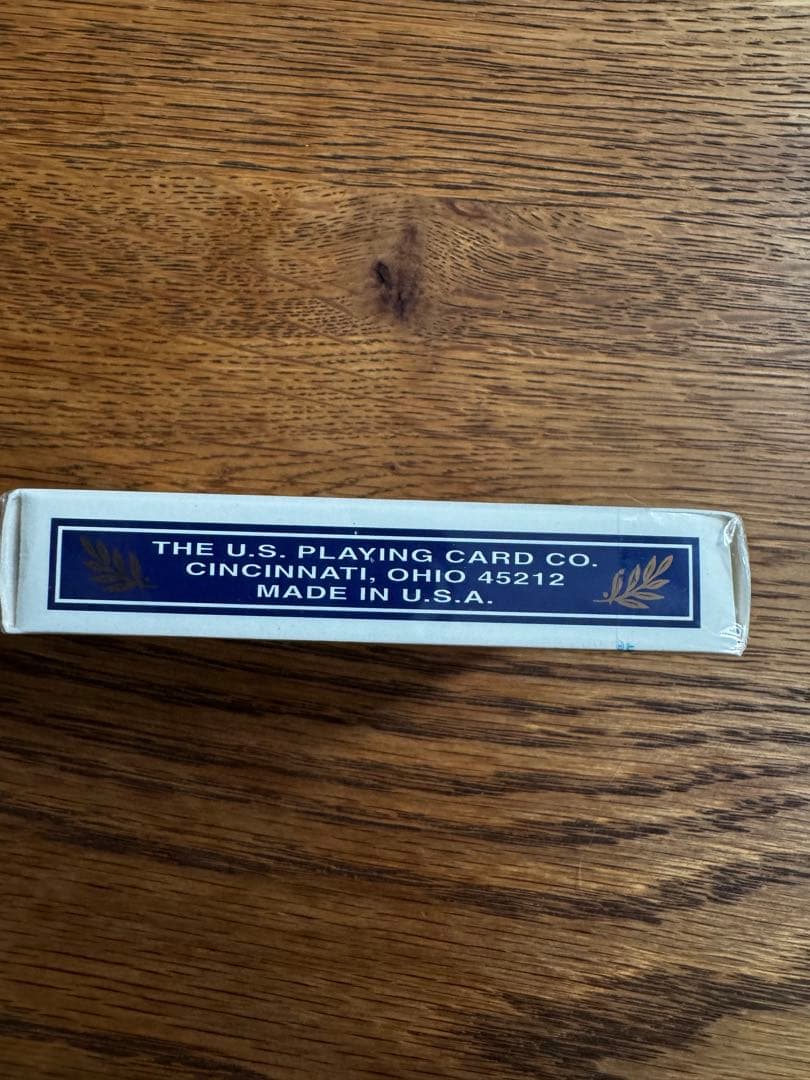 THE U.S. PLAYING CARD CO.
CINCINNATI, OHIO 45212
MADE IN U.S.A.